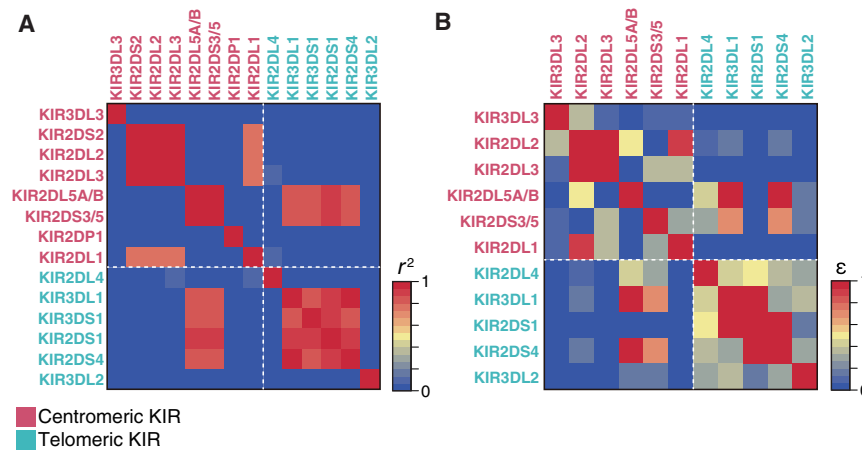 A
KIR3DL3
KIR2DS2
KIR2DL2
KIR2DL3
KIR2DL5A/B
KIR2DS3/5
KIR2DP1
KIR2DL1
KIR2DL4
KIR3DL1
KIR3DS1
KIR2DS1
KIR2DS4
KIR3DL2
KIR3DL3
KIR2DS2
KIR2DL2
KIR2DL3
KIR2DL5A/B
KIR2DS3/5
KIR2DP1
KIR2DL1
KIR2DL4
KIR3DL1
KIR3DS1
KIR2DS1
KIR2DS4
KIR3DL2
r²
1
0
Centromeric KIR
Telomeric KIR
B
KIR3DL3
KIR2DL2
KIR2DL3
KIR2DL5A/B
KIR2DS3/5
KIR2DL1
KIR2DL4
KIR3DL1
KIR2DS1
KIR2DS4
KIR3DL2
KIR3DL3
KIR2DL2
KIR2DL3
KIR2DL5A/B
KIR2DS3/5
KIR2DL1
KIR2DL4
KIR3DL1
KIR2DS1
KIR2DS4
KIR3DL2
ε